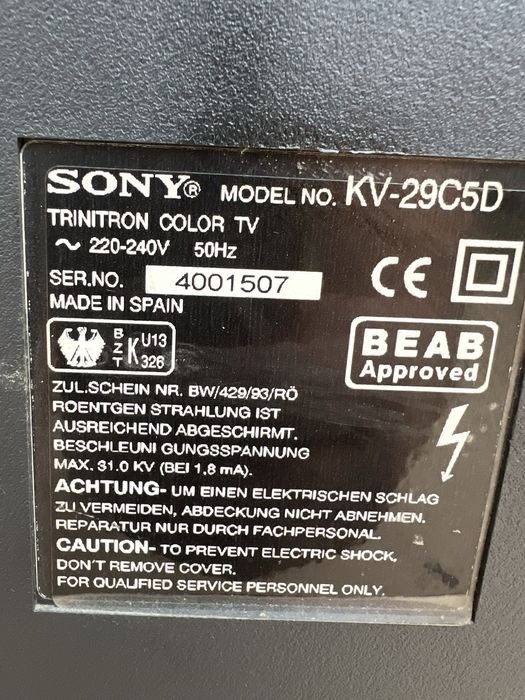 SONY® MODEL NO. KV-29C5D
TRINITRON COLOR TV
~ 220-240V 50Hz
SER.NO. 4001507
MADE IN SPAIN
CE
BZT K U13 326
BEAB
Approved
ZUL.SCHEIN NR. BW/429/93/RÖ
ROENTGEN STRAHLUNG IST
AUSREICHEND ABGESCHIRMT.
BESCHLEUNI GUNGSSPANNUNG
MAX. 31.0 KV (BEI 1,8 mA).
ACHTUNG- UM EINEN ELEKTRISCHEN SCHLAG
ZU VERMEIDEN, ABDECKUNG NICHT ABNEHMEN.
REPARATUR NUR DURCH FACHPERSONAL.
CAUTION- TO PREVENT ELECTRIC SHOCK,
DON'T REMOVE COVER.
FOR QUALIFIED SERVICE PERSONNEL ONLY.